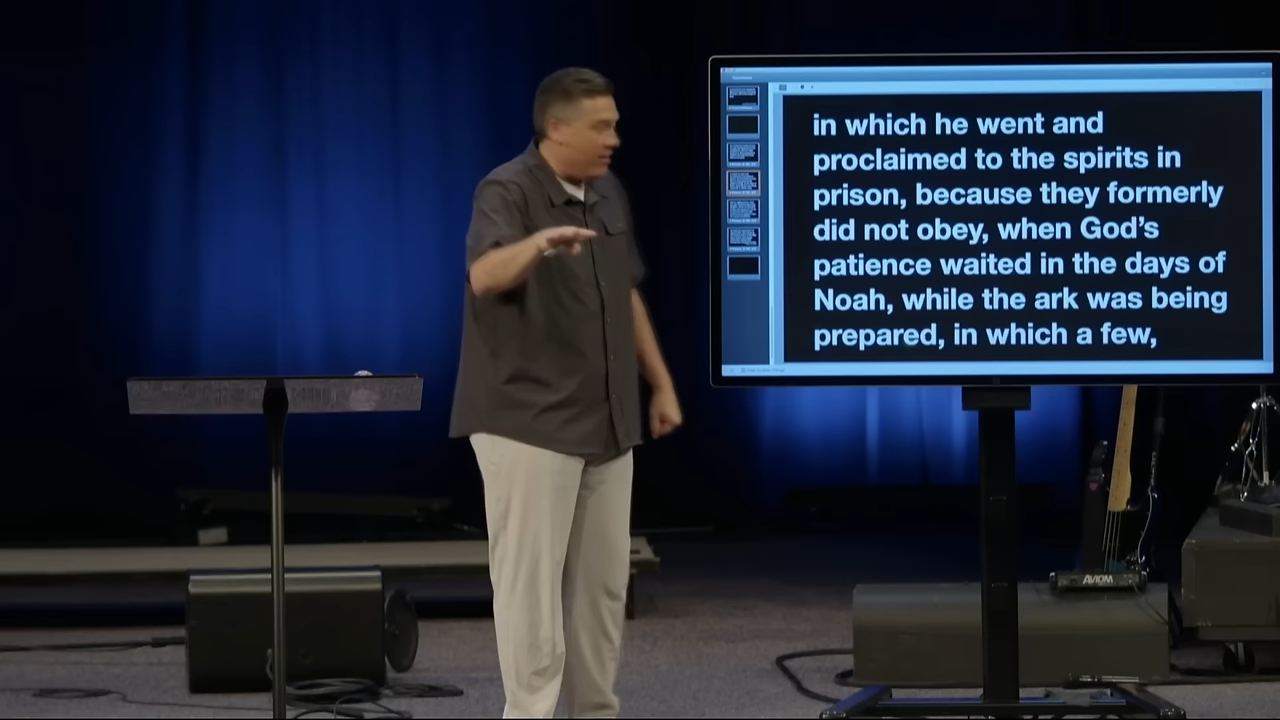 in which he went and
proclaimed to the spirits in
prison, because they formerly
did not obey, when God’s
patience waited in the days of
Noah, while the ark was being
prepared, in which a few,
AVIOM